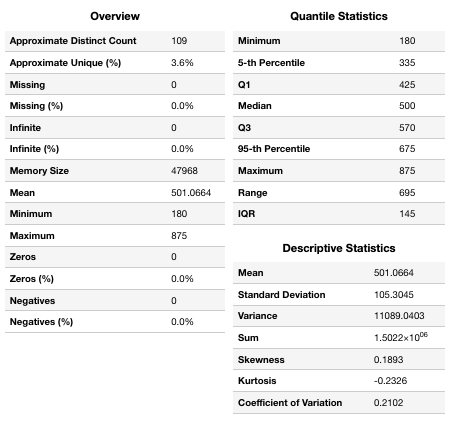 Overview
Approximate Distinct Count 109
Approximate Unique (%) 3.6%
Missing 0
Missing (%) 0.0%
Infinite 0
Infinite (%) 0.0%
Memory Size 47968
Mean 501.0664
Minimum 180
Maximum 875
Zeros 0
Zeros (%) 0.0%
Negatives 0
Negatives (%) 0.0%
Quantile Statistics
Minimum 180
5-th Percentile 335
Q1 425
Median 500
Q3 570
95-th Percentile 675
Maximum 875
Range 695
IQR 145
Descriptive Statistics
Mean 501.0664
Standard Deviation 105.3045
Variance 11089.0403
Sum 1.5022×10⁰⁶
Skewness 0.1893
Kurtosis -0.2326
Coefficient of Variation 0.2102